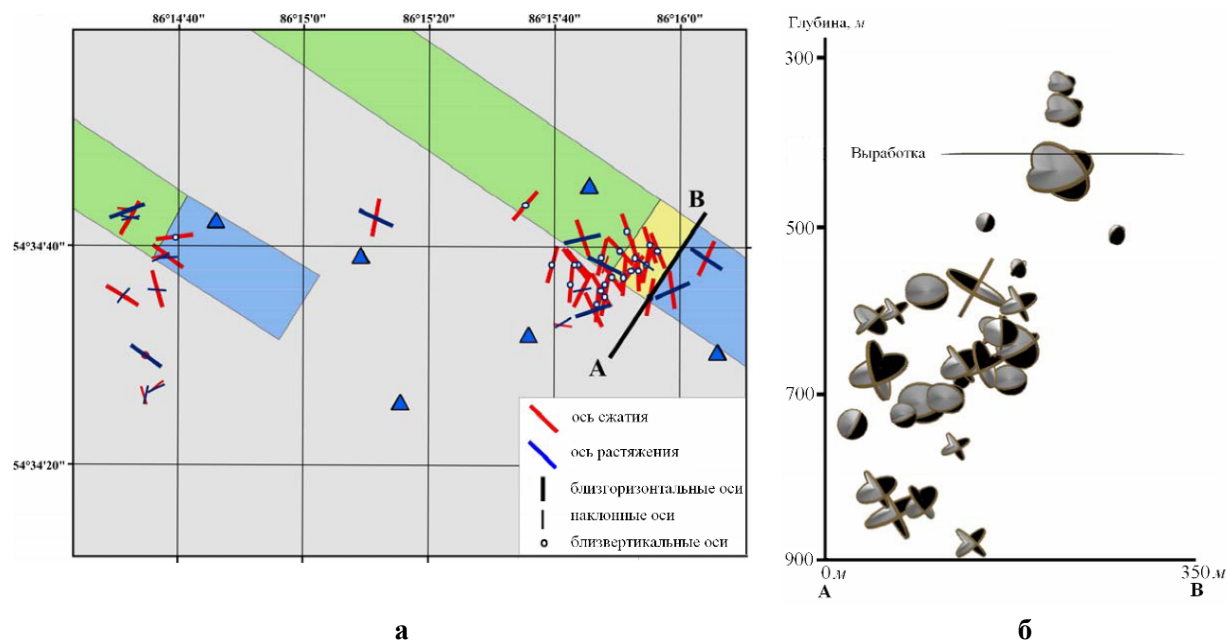 86°14'40"
86°15'0"
86°15'20"
86°15'40"
86°16'0"
54°34'40"
54°34'20"
В
А
ось сжатия
ось растяжения
близгоризонтальные оси
наклонные оси
близвертикальные оси
а
Глубина, м
300
Выработка
500
700
900
0 м
350 м
А
В
б